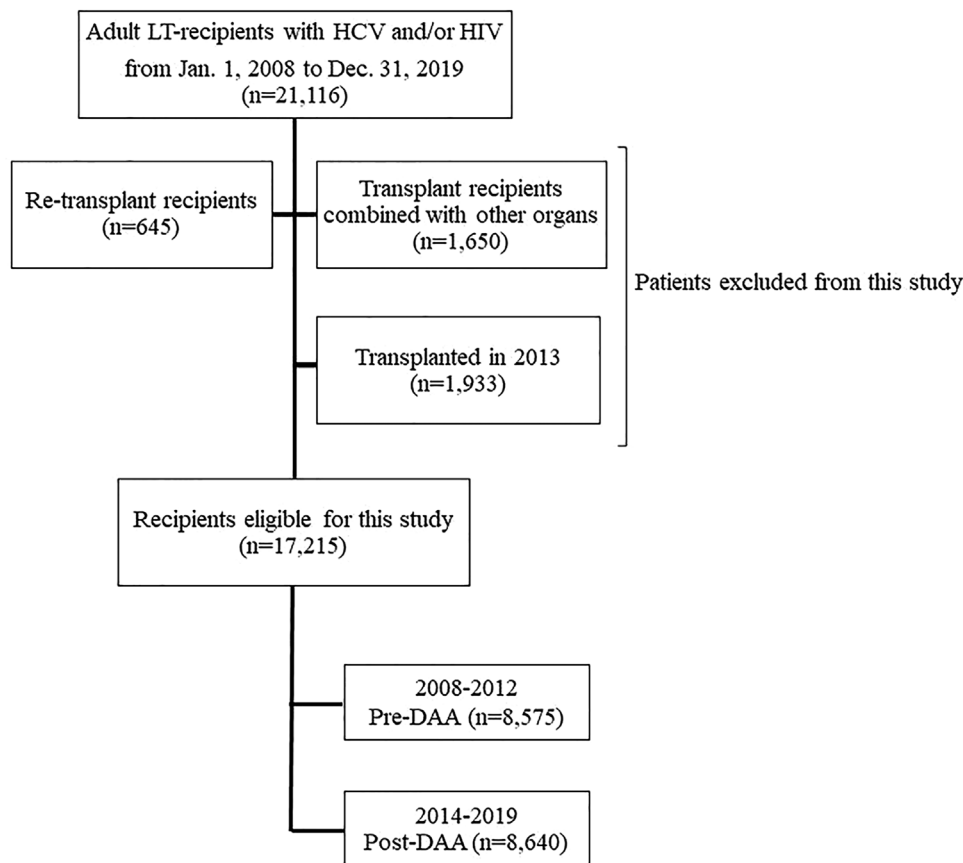 Adult LT-recipients with HCV and/or HIV
from Jan. 1, 2008 to Dec. 31, 2019
(n=21,116)
Re-transplant recipients
(n=645)
Transplant recipients
combined with other organs
(n=1,650)
Patients excluded from this study
Transplanted in 2013
(n=1,933)
Recipients eligible for this study
(n=17,215)
2008-2012
Pre-DAA (n=8,575)
2014-2019
Post-DAA (n=8,640)